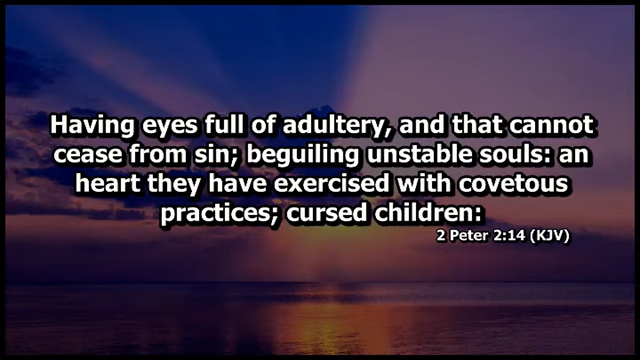 Having eyes full of adultery, and that cannot
cease from sin; beguiling unstable souls: an
heart they have exercised with covetous
practices; cursed children:
2 Peter 2:14 (KJV)